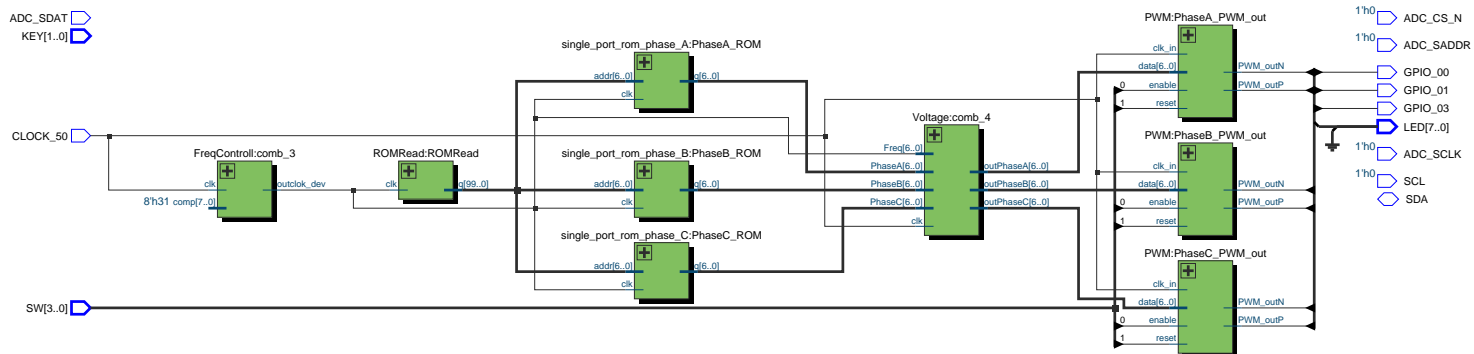 ADC_SDAT
KEY[1..0]
CLOCK_50
SW[3..0]
FreqControll:comb_3
clk
8'h31 comp[7..0]
outclok_dev
ROMRead:ROMRead
clk
q[99..0]
single_port_rom_phase_A:PhaseA_ROM
addr[6..0]
clk
q[6..0]
single_port_rom_phase_B:PhaseB_ROM
addr[6..0]
clk
q[6..0]
single_port_rom_phase_C:PhaseC_ROM
addr[6..0]
clk
q[6..0]
Voltage:comb_4
Freq[6..0]
PhaseA[6..0]
PhaseB[6..0]
PhaseC[6..0]
clk
outPhaseA[6..0]
outPhaseB[6..0]
outPhaseC[6..0]
PWM:PhaseA_PWM_out
clk_in
data[6..0]
0 enable
1 reset
PWM_outN
PWM_outP
PWM:PhaseB_PWM_out
clk_in
data[6..0]
0 enable
1 reset
PWM_outN
PWM_outP
PWM:PhaseC_PWM_out
clk_in
data[6..0]
0 enable
1 reset
PWM_outN
PWM_outP
1'h0 ADC_CS_N
1'h0 ADC_SADDR
GPIO_00
GPIO_01
GPIO_03
LED[7..0]
1'h0 ADC_SCLK
1'h0 SCL
SDA